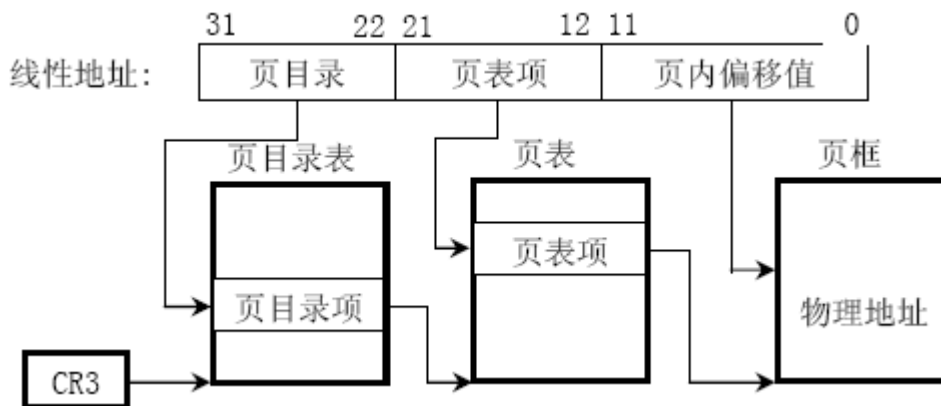 31 22 21 12 11 0
线性地址: 页目录 页表项 页内偏移值
页目录表 页表 页框
页表项
页目录项 物理地址
CR3